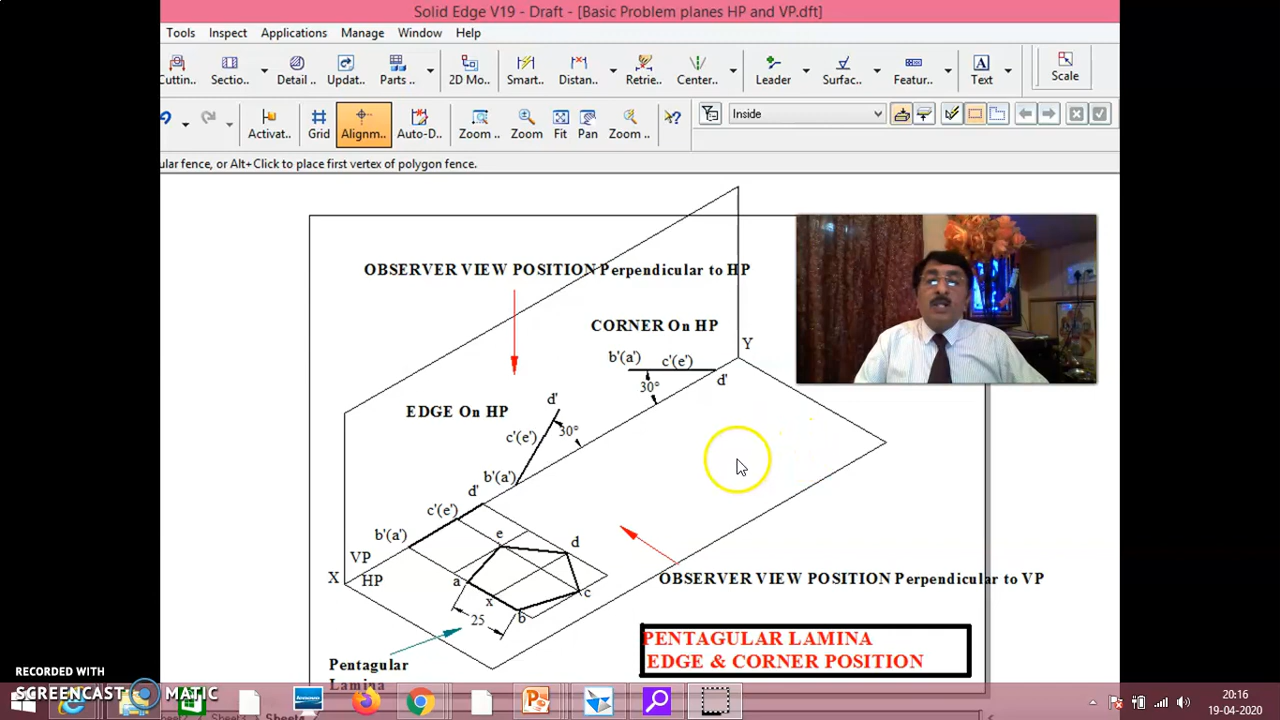 Solid Edge V19 - Draft - [Basic Problem planes HP and VP.dft]
Tools Inspect Applications Manage Window Help
Cuttin.. Sectio.. Detail .. Updat.. Parts .. 2D Mo.. Smart.. Distan.. Retrie.. Center.. Leader Surfac.. Featur.. Text Scale
Activat.. Grid Alignm.. Auto-D.. Zoom .. Zoom Fit Pan Zoom .. Inside
ular fence, or Alt+Click to place first vertex of polygon fence.
OBSERVER VIEW POSITION Perpendicular to HP
CORNER On HP
Y
b'(a') c'(e')
d'
30°
EDGE On HP
d'
c'(e')
30°
b'(a')
d'
c'(e')
b'(a')
e
d
VP
X
HP
a
x
c
b
25
OBSERVER VIEW POSITION Perpendicular to VP
PENTAGULAR LAMINA
EDGE & CORNER POSITION
Pentagular
Lamina
RECORDED WITH
SCREENCAST MATIC
20:16
19-04-2020